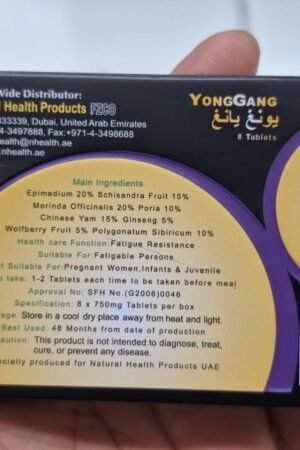 Wide Distributor:
Health Products FZCO
333339, Dubai, United Arab Emirates
4-3497888, Fax:+971-4-3498688
health@nhealth.ae
nhealth.ae
YONGGANG
يونغ يانغ
8 Tablets
Main Ingredients
Epimedium 20% Schisandra Fruit 15%
Morinda Officinalis 20% Poria 10%
Chinese Yam 15% Ginseng 5%
Wolfberry Fruit 5% Polygonatum Sibiricum 10%
Health care Function: Fatigue Resistance
Suitable For: Fatigable Persons
Suitable For: Pregnant Women,Infants & Juvenile
take: 1-2 Tablets each time to be taken before meal
Approval No: SFH No.(G2006)0046
Specification: 8 x 750mg Tablets per box
Store in a cool dry place away from heat and light.
Best Used: 48 Months from date of production
This product is not intended.to diagnose, treat,
cure, or prevent any disease.
produced for Natural Health Products UAE